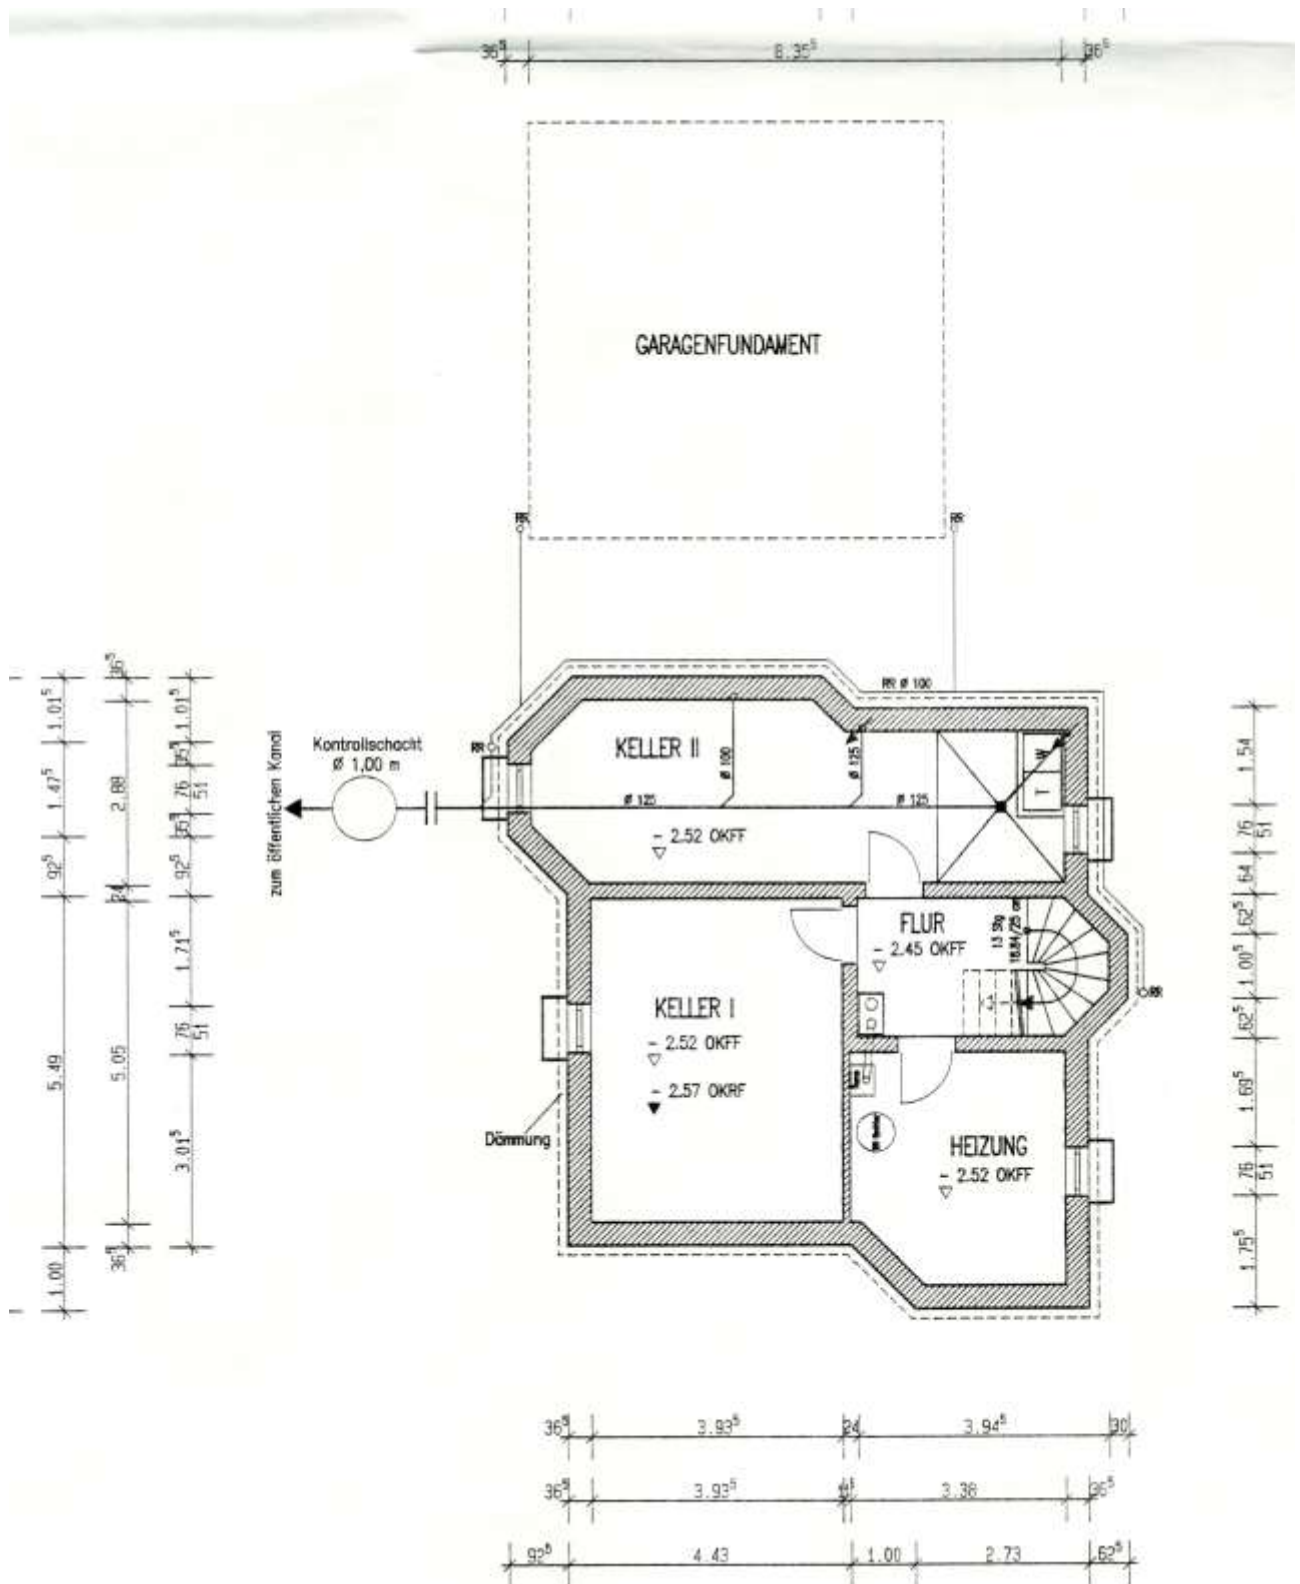 36⁵ 8.35⁵ 36⁵
GARAGENFUNDAMENT
RR RR
RR Ø 100
KELLER II
Kontrollschacht
Ø 1,00 m
RR
zum öffentlichen Kanal
Ø 100
Ø 125
Ø 125
Ø 125
W
T
- 2.52 OKFF
FLUR
- 2.45 OKFF
13 Stg
RR
KELLER I
- 2.52 OKFF
- 2.57 OKRF
Dämmung
HEIZUNG
- 2.52 OKFF
1.01⁵
1.47⁵
92⁵
5.49
1.00
36⁵
2.88
24
5.05
36⁵
1.01⁵
35⁵
76
51
35⁵
92⁵
1.71⁵
76
51
3.01⁵
1.54
76
51
64
62⁵
1.00⁵
62⁵
1.69⁵
76
51
1.75⁵
36⁵ 3.93⁵ 24 3.94⁵ 30
36⁵ 3.93⁵ 3.38 36⁵
92⁵ 4.43 1.00 2.73 62⁵